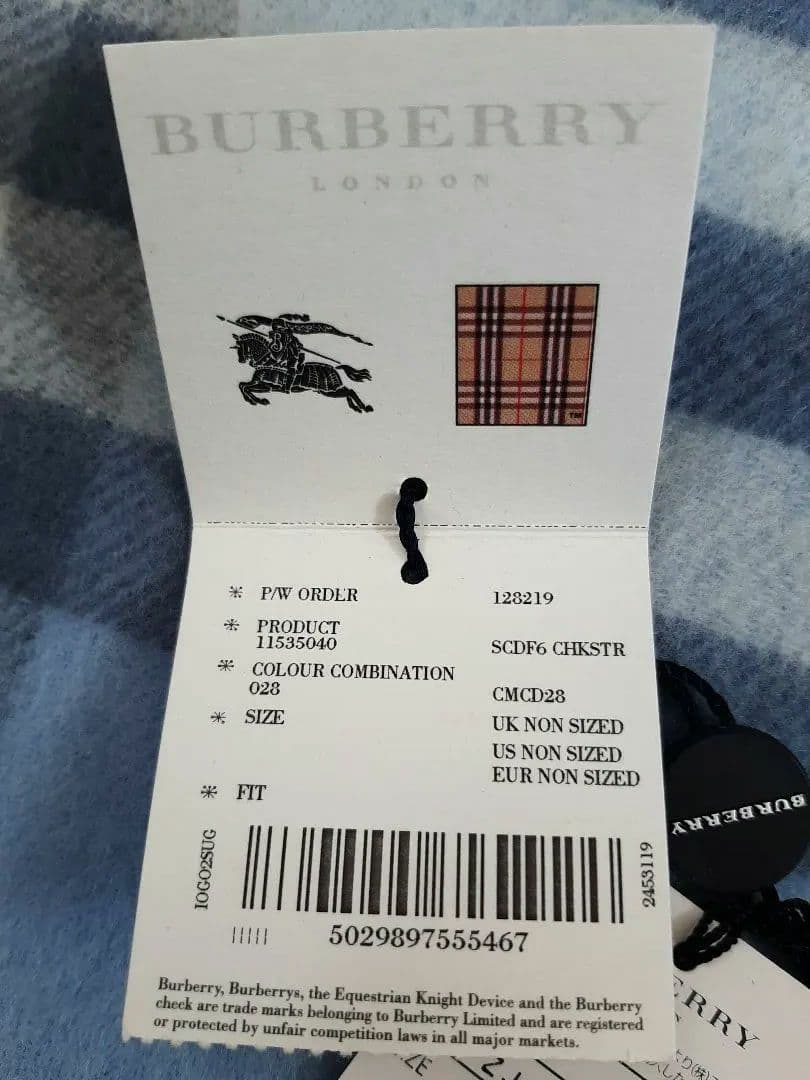 BURBERRY
LONDON
TM
* P/W ORDER 128219
* PRODUCT
11535040 SCDF6 CHKSTR
* COLOUR COMBINATION
028 CMCD28
* SIZE UK NON SIZED
US NON SIZED
EUR NON SIZED
* FIT
IOGO2SUG
2453119
5029897555467
Burberry, Burberrys, the Equestrian Knight Device and the Burberry
check are trade marks belonging to Burberry Limited and are registered
or protected by unfair competition laws in all major markets.
BURBERRY
ERRY